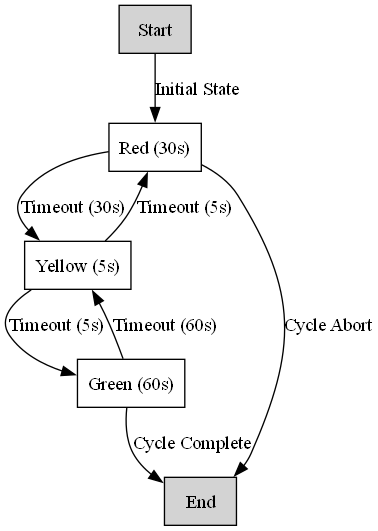 Start
Initial State
Red (30s)
Timeout (30s)
Timeout (5s)
Yellow (5s)
Timeout (5s)
Timeout (60s)
Cycle Abort
Green (60s)
Cycle Complete
End